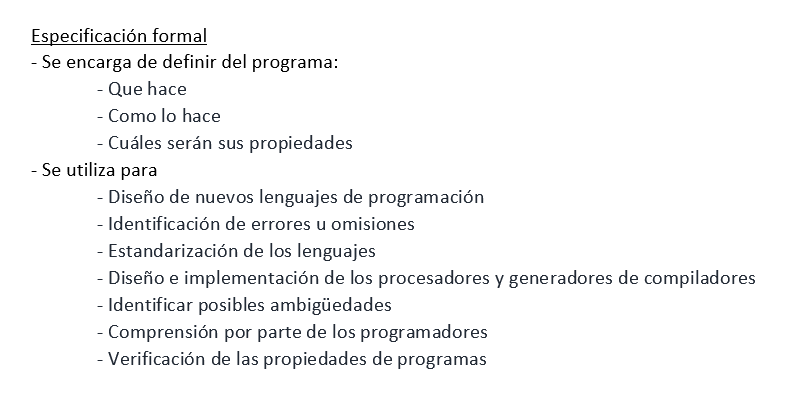 Especificación formal
- Se encarga de definir del programa:
- Que hace
- Como lo hace
- Cuáles serán sus propiedades
- Se utiliza para
- Diseño de nuevos lenguajes de programación
- Identificación de errores u omisiones
- Estandarización de los lenguajes
- Diseño e implementación de los procesadores y generadores de compiladores
- Identificar posibles ambigüedades
- Comprensión por parte de los programadores
- Verificación de las propiedades de programas